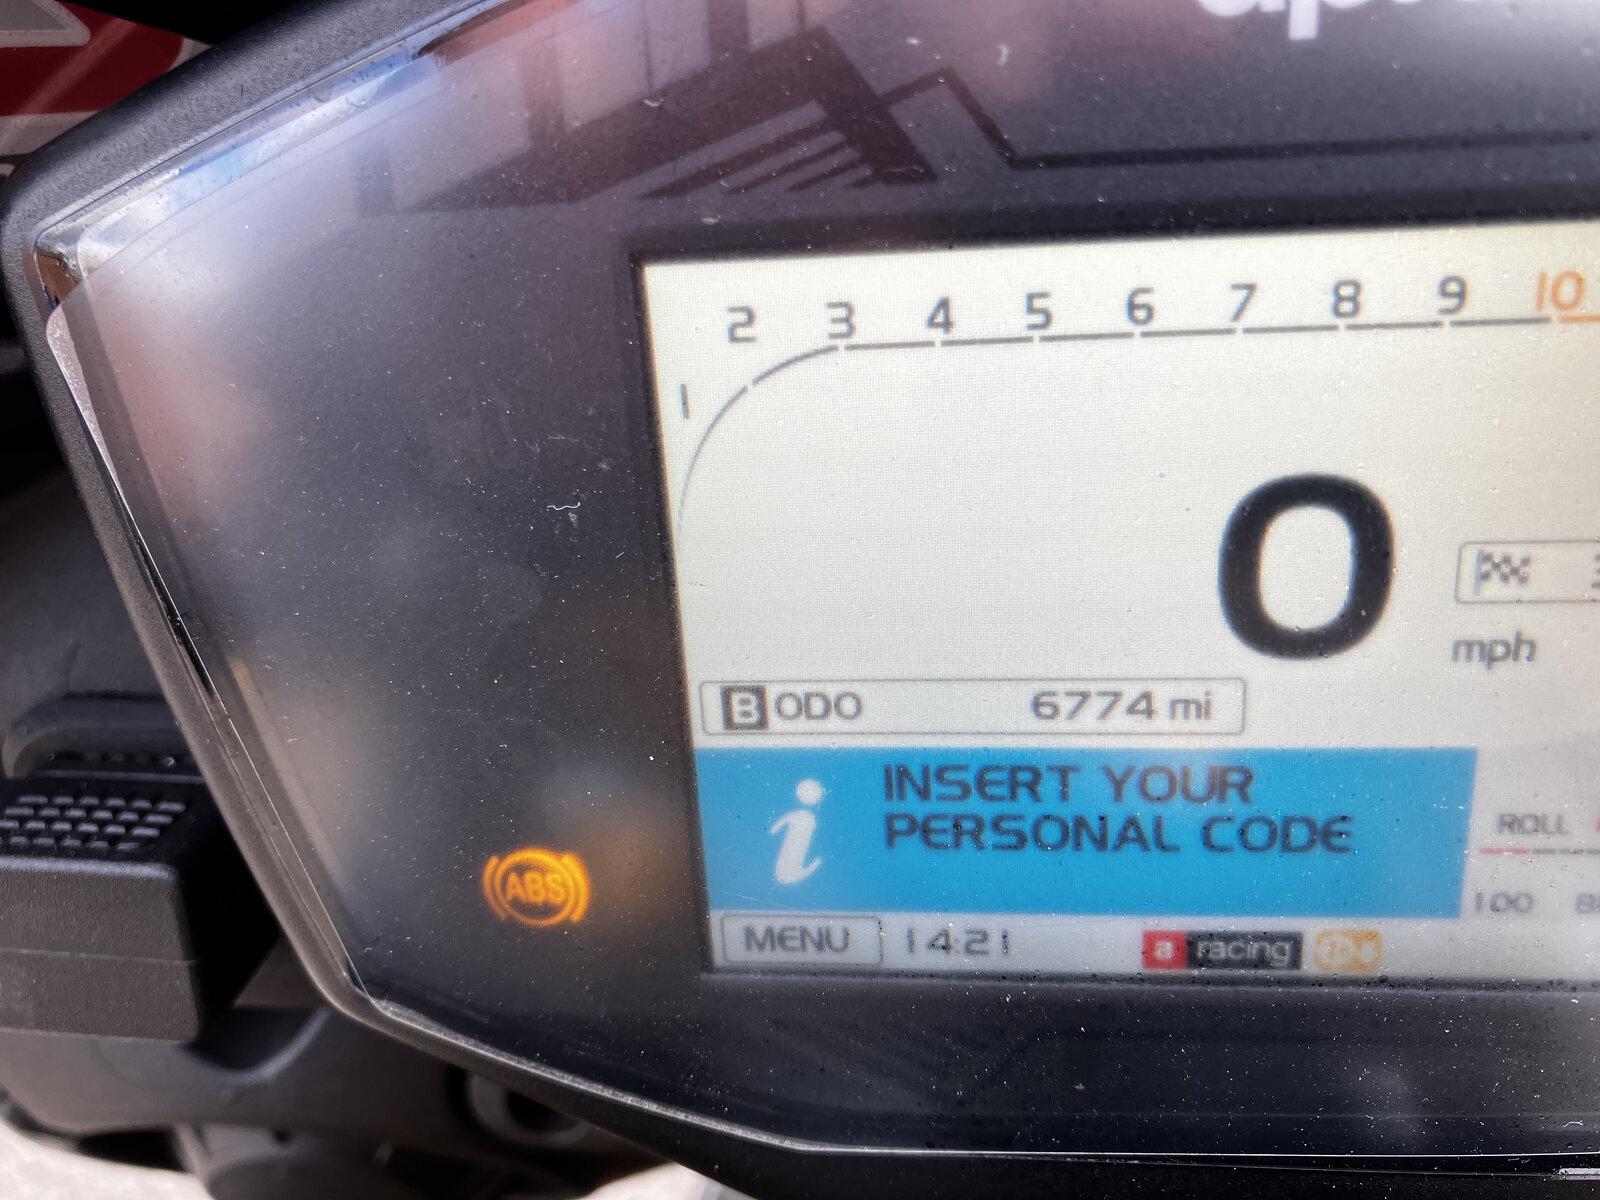 2 3 4 5 6 7 8 9 10
1
0
mph
B ODO 6774 mi
INSERT YOUR
PERSONAL CODE
i
ROLL
100
ABS
MENU 14:21 a racing